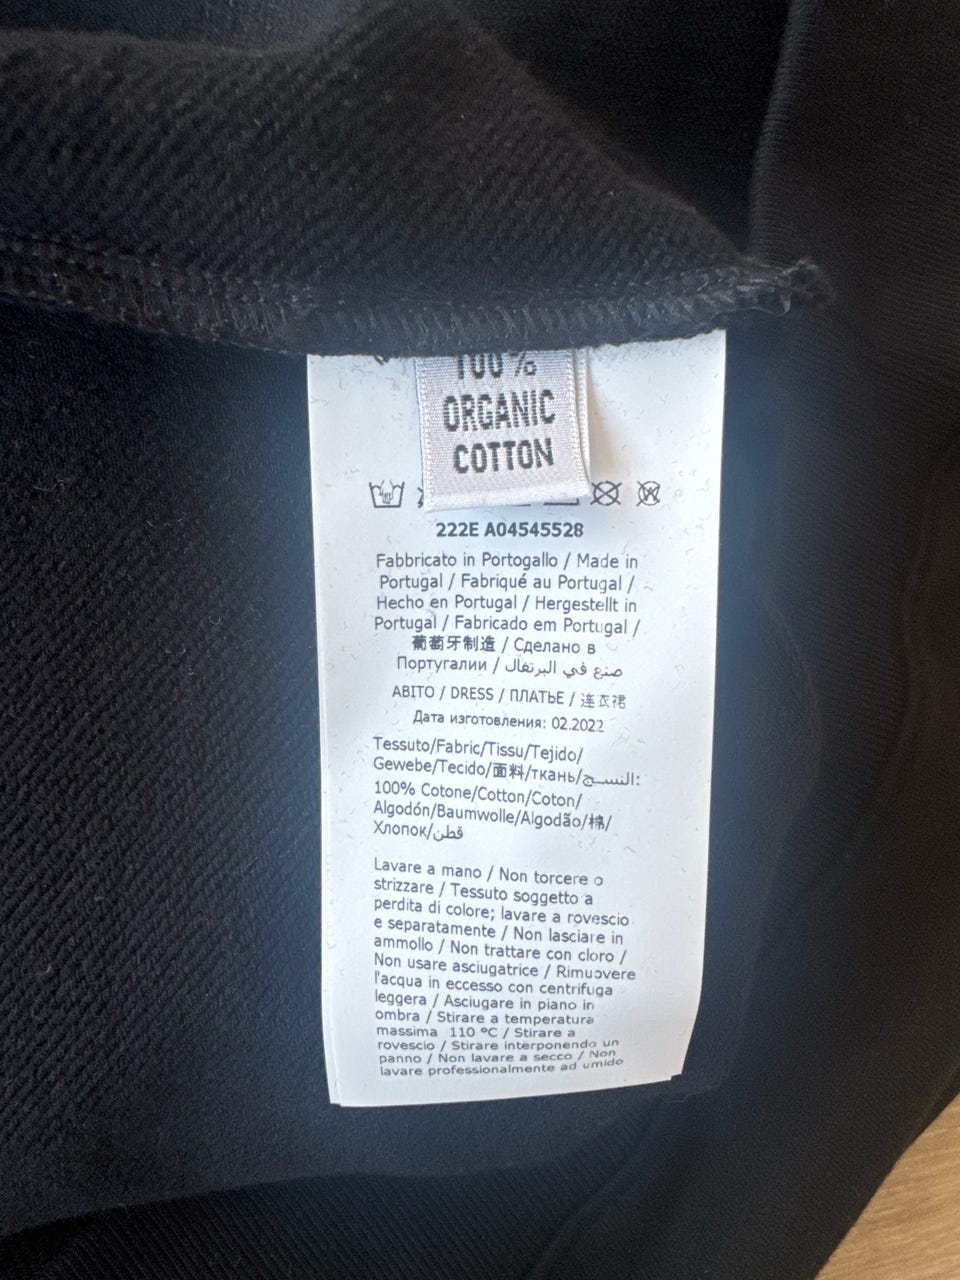 100%
ORGANIC
COTTON
222E A04545528
Fabbricato in Portogallo / Made in
Portugal / Fabriqué au Portugal /
Hecho en Portugal / Hergestellt in
Portugal / Fabricado em Portugal /
葡萄牙制造 / Сделано в
Португалии / صنع في البرتغال
ABITO / DRESS / ПЛАТЬЕ / 连衣裙
Дата изготовления: 02.2022
Tessuto/Fabric/Tissu/Tejido/
Gewebe/Tecido/面料/ткань/النسـج:
100% Cotone/Cotton/Coton/
Algodón/Baumwolle/Algodão/棉/
Хлопок/قطن
Lavare a mano / Non torcere o
strizzare / Tessuto soggetto a
perdita di colore; lavare a rovescio
e separatamente / Non lasciare in
ammollo / Non trattare con cloro /
Non usare asciugatrice / Rimuovere
l'acqua in eccesso con centrifuga
leggera / Asciugare in piano in
ombra / Stirare a temperatura
massima 110 °C / Stirare a
rovescio / Stirare interponendo un
panno / Non lavare a secco / Non
lavare professionalmente ad umido